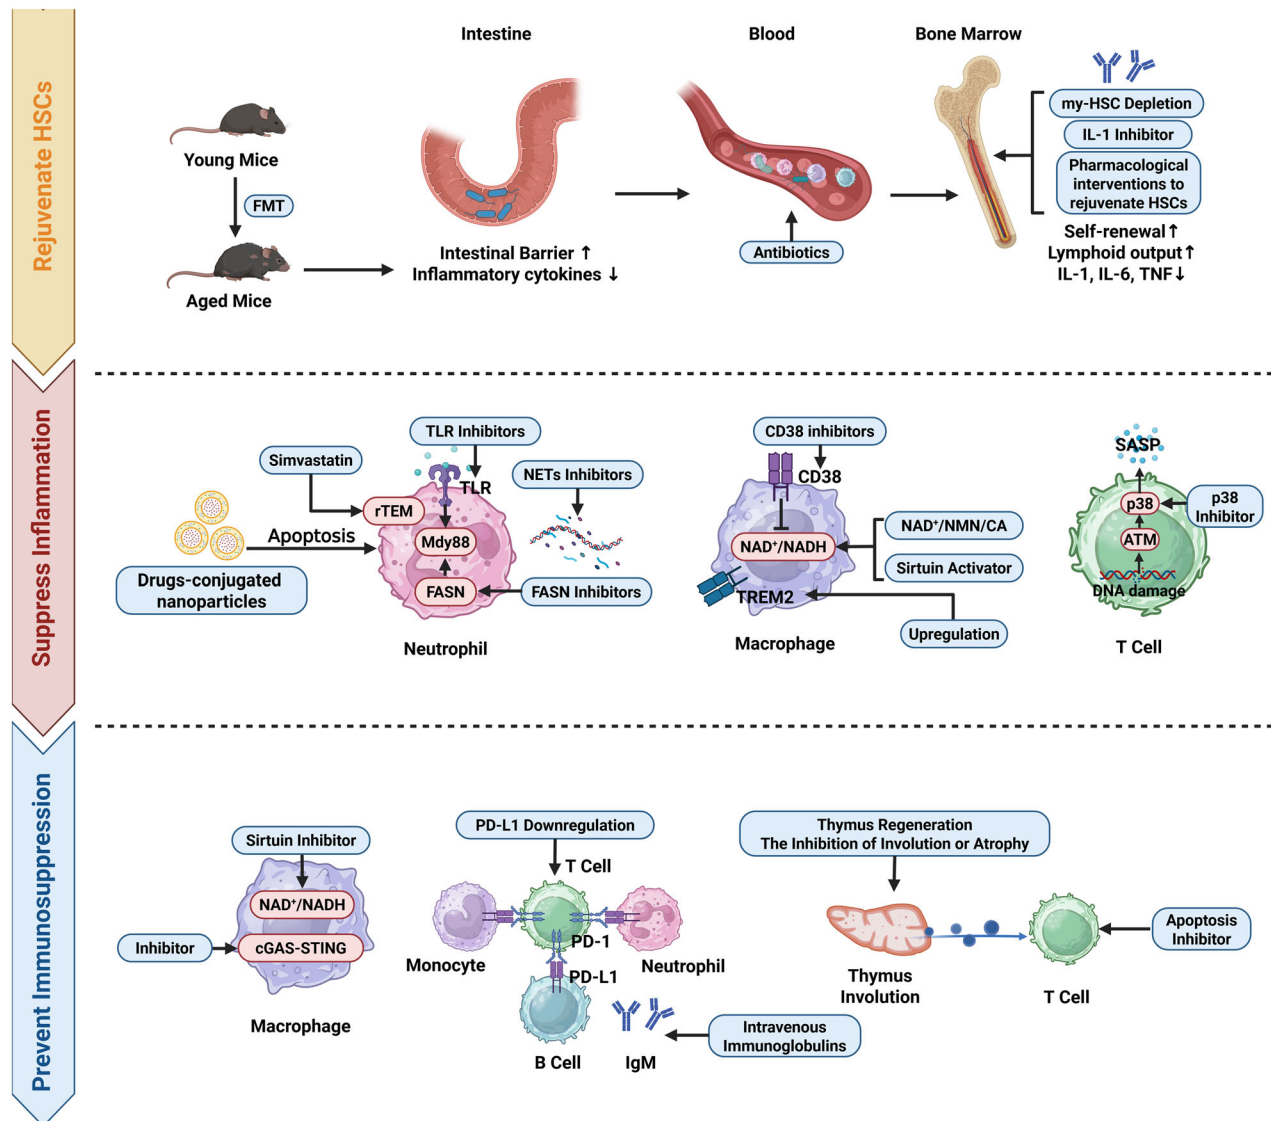 Rejuvenate HSCs
Intestine
Blood
Bone Marrow
Young Mice
FMT
Aged Mice
Intestinal Barrier ↑
Inflammatory cytokines ↓
Antibiotics
my-HSC Depletion
IL-1 Inhibitor
Pharmacological
interventions to
rejuvenate HSCs
Self-renewal↑
Lymphoid output↑
IL-1, IL-6, TNF↓
Suppress Inflammation
Simvastatin
TLR Inhibitors
TLR
NETs Inhibitors
rTEM
Apoptosis
Mdy88
FASN
FASN Inhibitors
Drugs-conjugated
nanoparticles
Neutrophil
CD38 inhibitors
CD38
NAD⁺/NADH
NAD⁺/NMN/CA
Sirtuin Activator
TREM2
Upregulation
Macrophage
SASP
p38
p38
Inhibitor
ATM
DNA damage
T Cell
Prevent Immunosuppression
Sirtuin Inhibitor
NAD⁺/NADH
Inhibitor
cGAS-STING
Macrophage
PD-L1 Downregulation
T Cell
Monocyte
PD-1
Neutrophil
PD-L1
B Cell
IgM
Intravenous
Immunoglobulins
Thymus Regeneration
The Inhibition of Involution or Atrophy
Thymus
Involution
T Cell
Apoptosis
Inhibitor